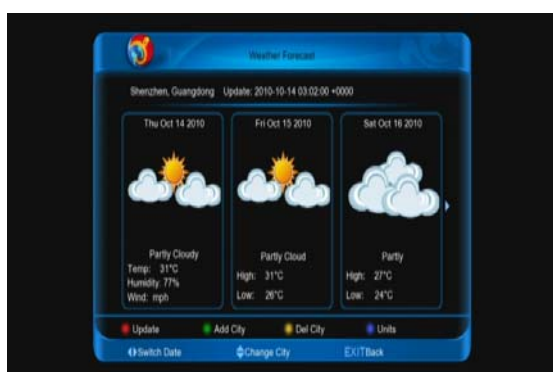 Weather Forecast
Shenzhen, Guangdong Update: 2010-10-14 03:02:00 +0000
Thu Oct 14 2010
Partly Cloudy
Temp: 31°C
Humidity: 77%
Wind: mph
Fri Oct 15 2010
Partly Cloud
High: 31°C
Low: 26°C
Sat Oct 16 2010
Partly
High: 27°C
Low: 24°C
Update Add City Del City Units
Switch Date Change City EXIT Back